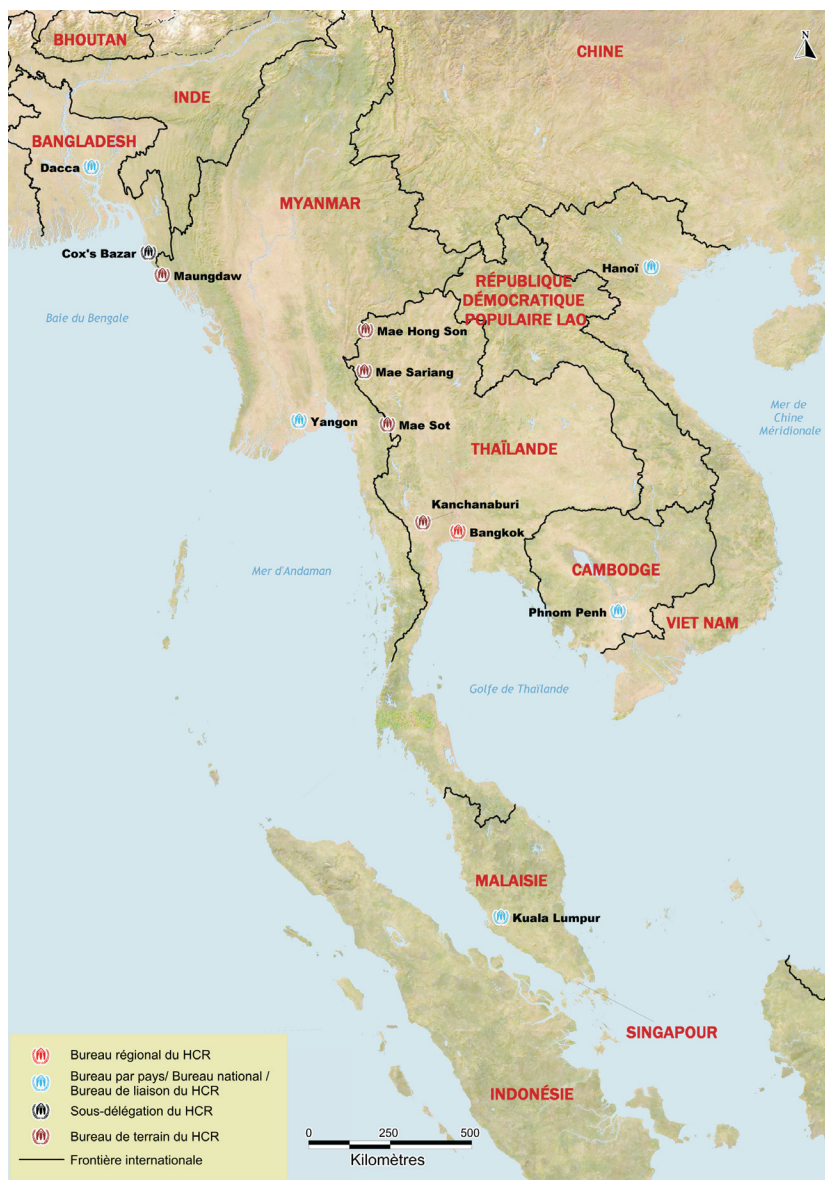 BHOUTAN
CHINE
N
INDE
BANGLADESH
Dacca
MYANMAR
Cox's Bazar
Maungdaw
Hanoï
RÉPUBLIQUE
DÉMOCRATIQUE
POPULAIRE LAO
Baie du Bengale
Mae Hong Son
Mae Sariang
Mer de
Chine
Méridionale
Yangon
Mae Sot
THAÏLANDE
Kanchanaburi
Bangkok
Mer d'Andaman
CAMBODGE
Phnom Penh
VIET NAM
Golfe de Thaïlande
MALAISIE
Kuala Lumpur
SINGAPOUR
INDONÉSIE
Bureau régional du HCR
Bureau par pays/ Bureau national /
Bureau de liaison du HCR
Sous-délégation du HCR
Bureau de terrain du HCR
Frontière internationale
0 250 500
Kilomètres